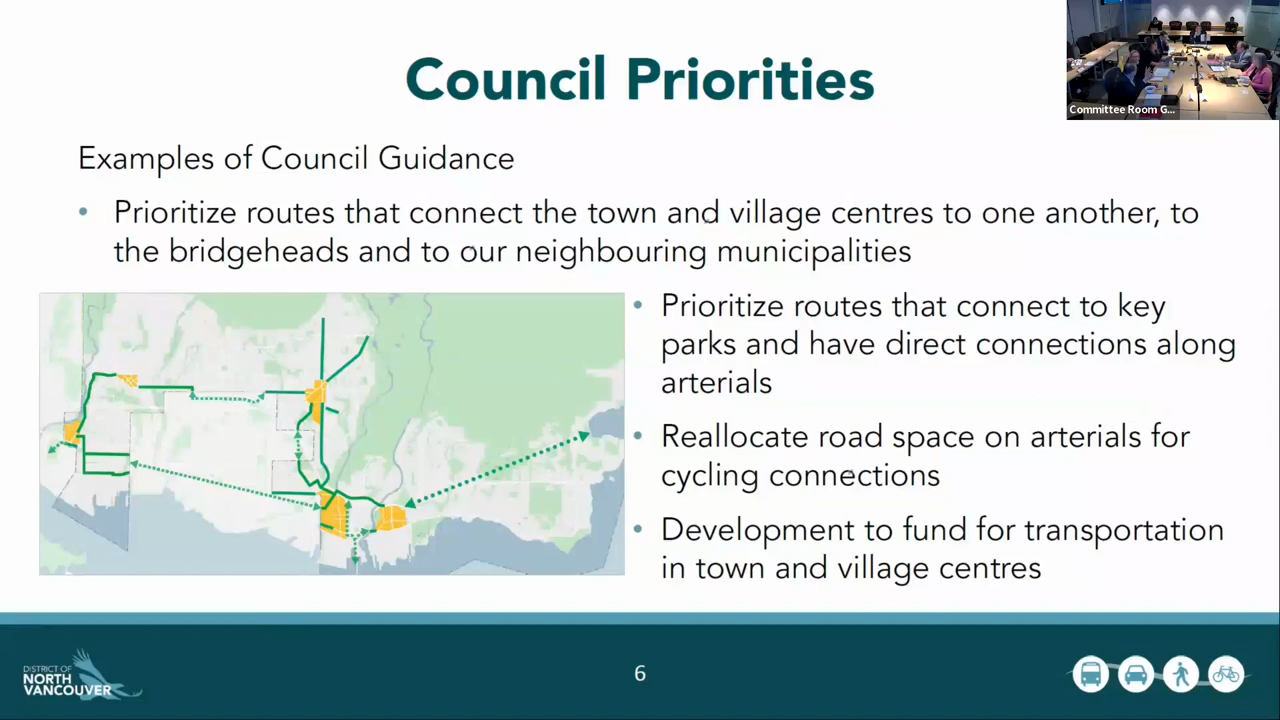 Council Priorities
Committee Room G...
Examples of Council Guidance
• Prioritize routes that connect the town and village centres to one another, to
the bridgeheads and to our neighbouring municipalities
• Prioritize routes that connect to key
parks and have direct connections along
arterials
• Reallocate road space on arterials for
cycling connections
• Development to fund for transportation
in town and village centres
DISTRICT OF
NORTH
VANCOUVER
6